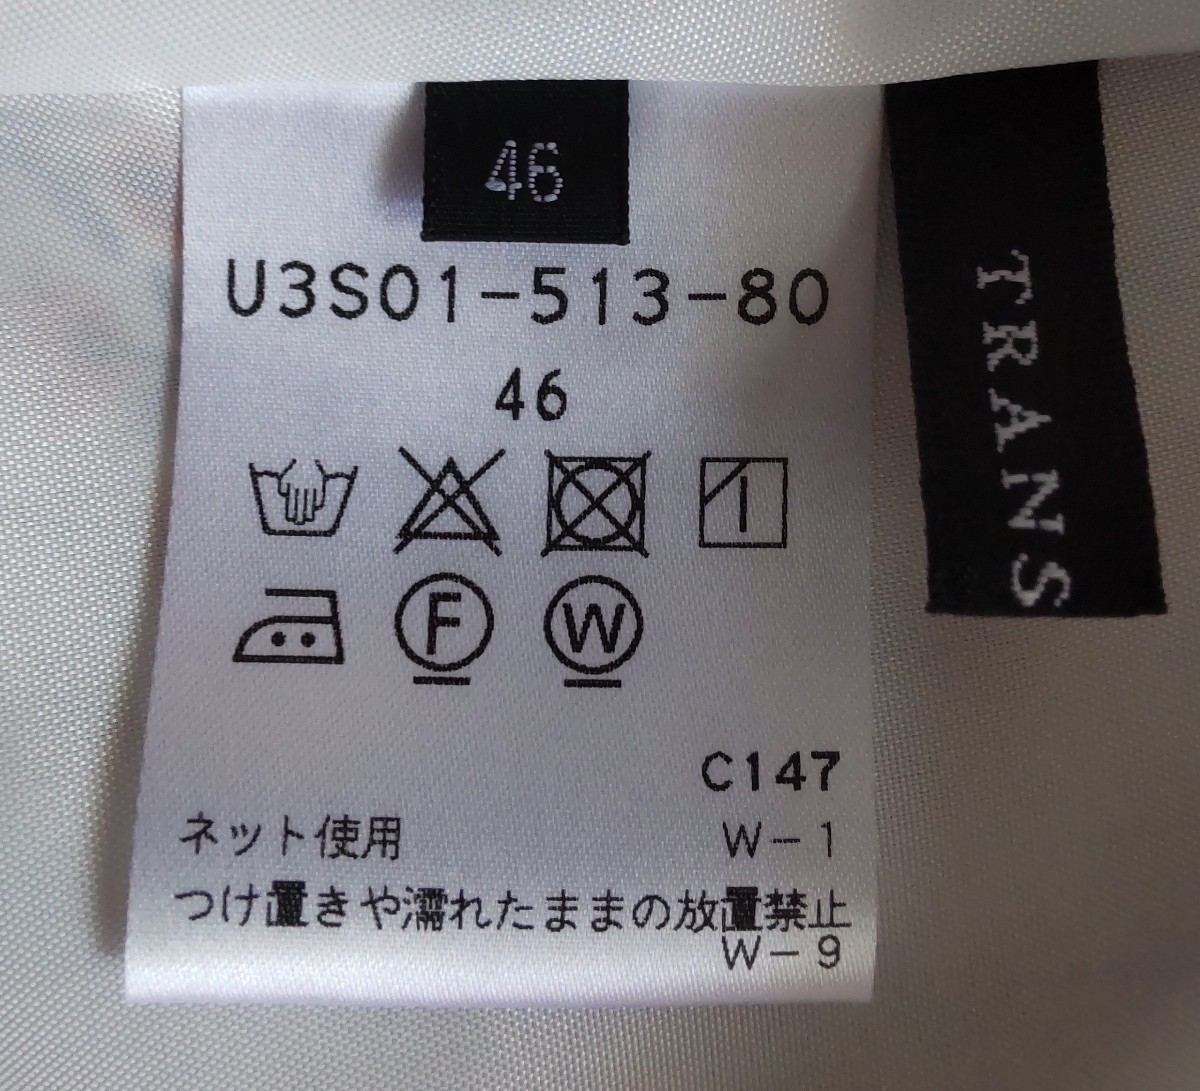 46
U3S01-513-80
46
F
W
C147
ネット使用 W-1
つけ置きや濡れたままの放置禁止
W-9
TRANS